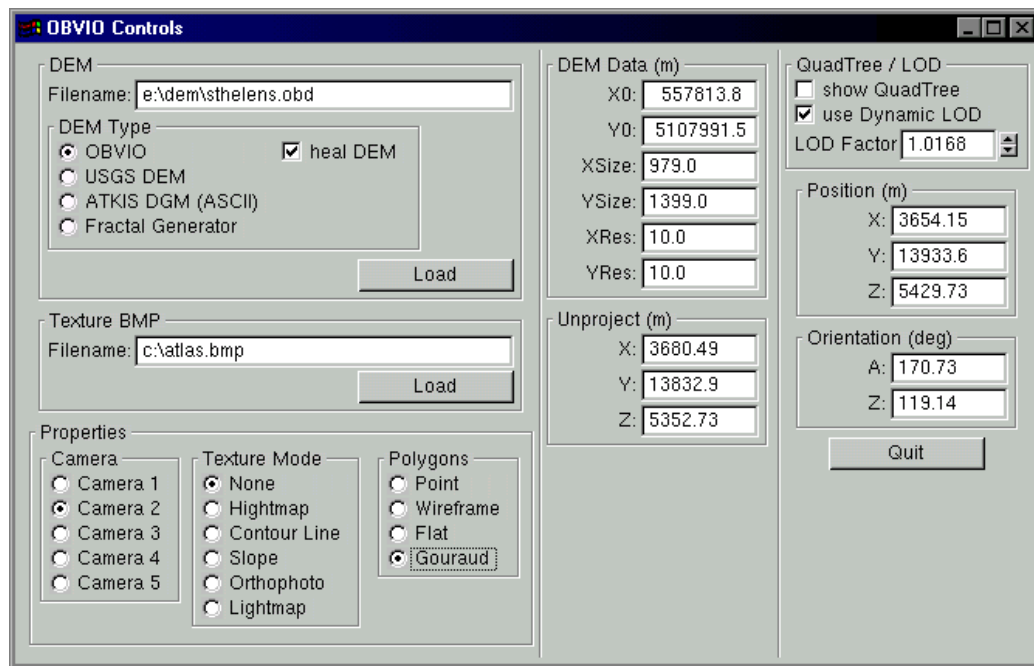 OBVIO Controls
DEM
Filename: e:\dem\sthelens.obd
DEM Type
OBVIO
heal DEM
USGS DEM
ATKIS DGM (ASCII)
Fractal Generator
Load
Texture BMP
Filename: c:\atlas.bmp
Load
Properties
Camera
Camera 1
Camera 2
Camera 3
Camera 4
Camera 5
Texture Mode
None
Hightmap
Contour Line
Slope
Orthophoto
Lightmap
Polygons
Point
Wireframe
Flat
Gouraud
DEM Data (m)
X0: 557813.8
Y0: 5107991.5
XSize: 979.0
YSize: 1399.0
XRes: 10.0
YRes: 10.0
Unproject (m)
X: 3680.49
Y: 13832.9
Z: 5352.73
QuadTree / LOD
show QuadTree
use Dynamic LOD
LOD Factor 1.0168
Position (m)
X: 3654.15
Y: 13933.6
Z: 5429.73
Orientation (deg)
A: 170.73
Z: 119.14
Quit